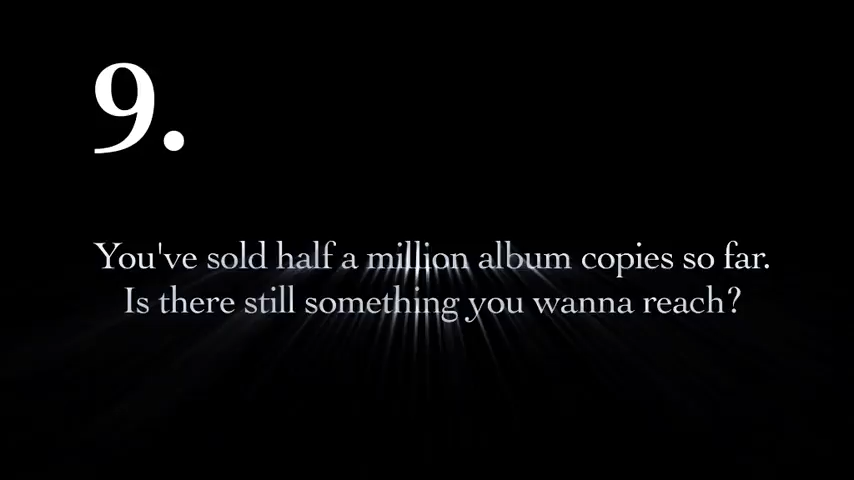 9.
You've sold half a million album copies so far.
Is there still something you wanna reach?